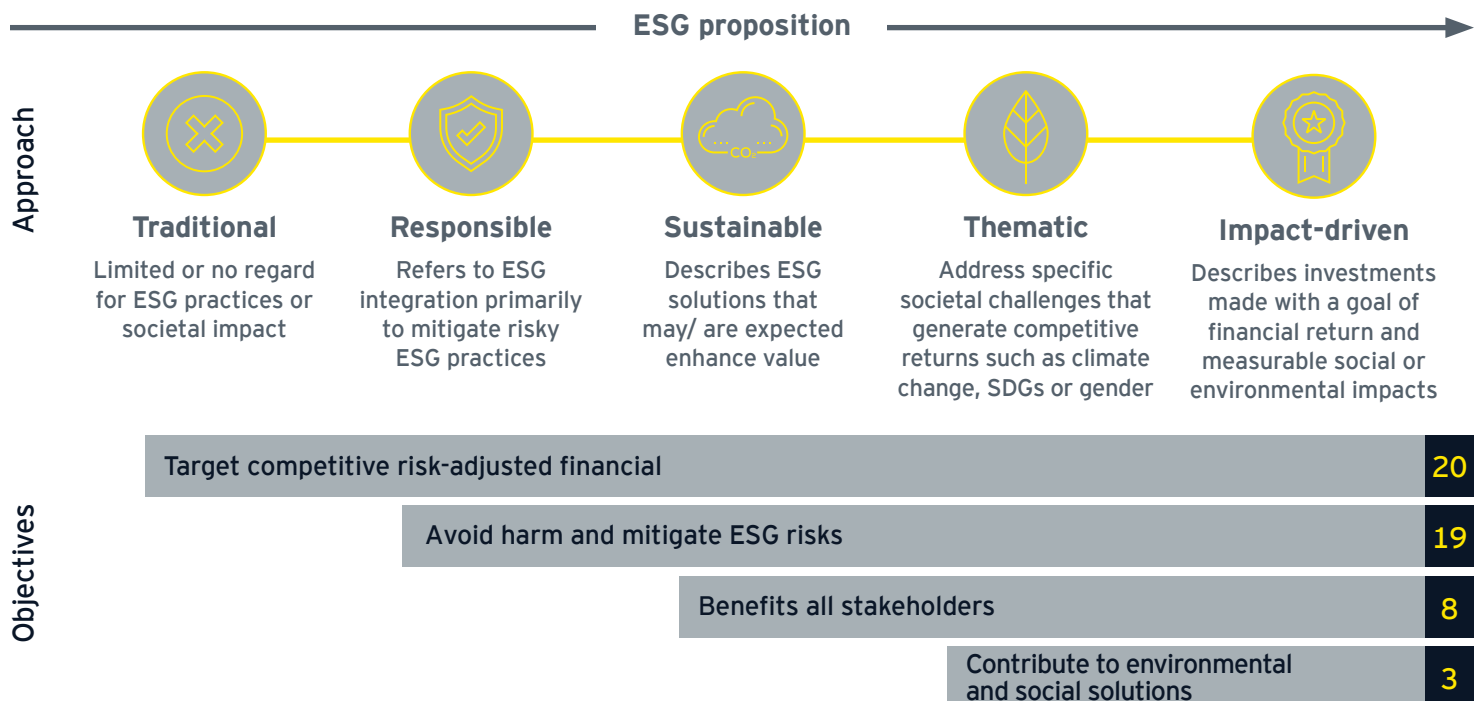 ESG proposition
Approach
CO₂
Traditional
Limited or no regard
for ESG practices or
societal impact
Responsible
Refers to ESG
integration primarily
to mitigate risky
ESG practices
Sustainable
Describes ESG
solutions that
may/ are expected
enhance value
Thematic
Address specific
societal challenges that
generate competitive
returns such as climate
change, SDGs or gender
Impact-driven
Describes investments
made with a goal of
financial return and
measurable social or
environmental impacts
Objectives
Target competitive risk-adjusted financial 20
Avoid harm and mitigate ESG risks 19
Benefits all stakeholders 8
Contribute to environmental
and social solutions 3